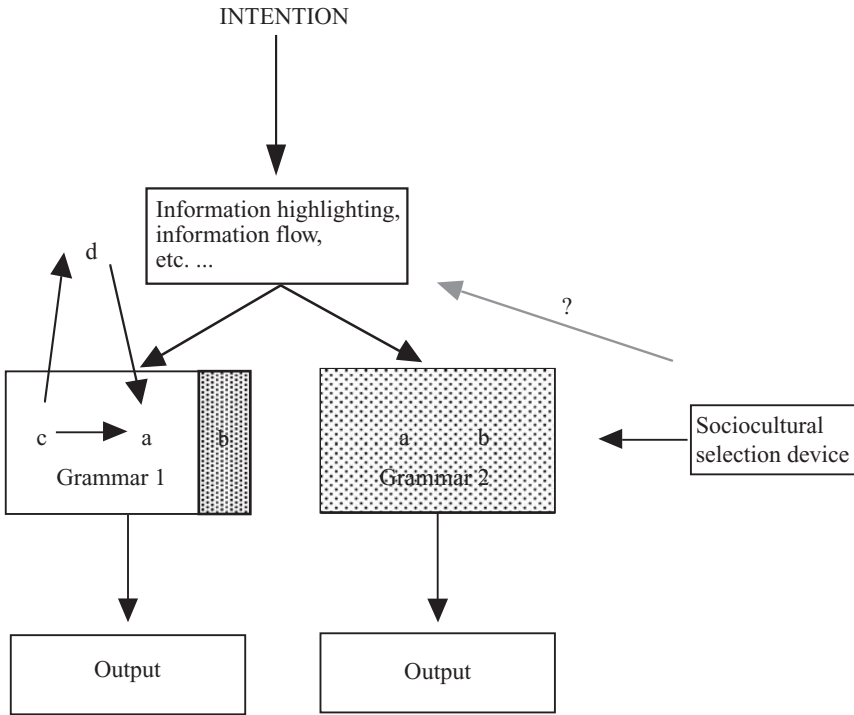 INTENTION
Information highlighting,
information flow,
etc. ...
d
?
c
a
b
Grammar 1
a
b
Grammar 2
Sociocultural
selection device
Output
Output